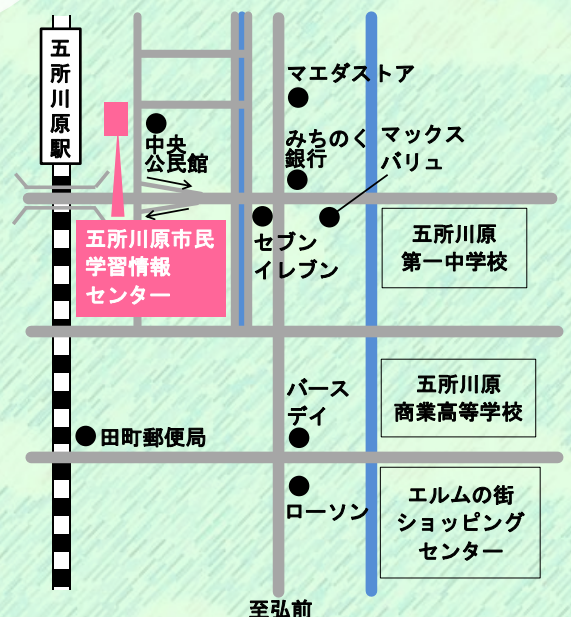 五所川原駅
マエダストア
中央
公民館
みちのく
銀行
マックス
バリュ
五所川原市民
学習情報
センター
セブン
イレブン
五所川原
第一中学校
バース
デイ
五所川原
商業高等学校
田町郵便局
ローソン
エルムの街
ショッピング
センター
至弘前